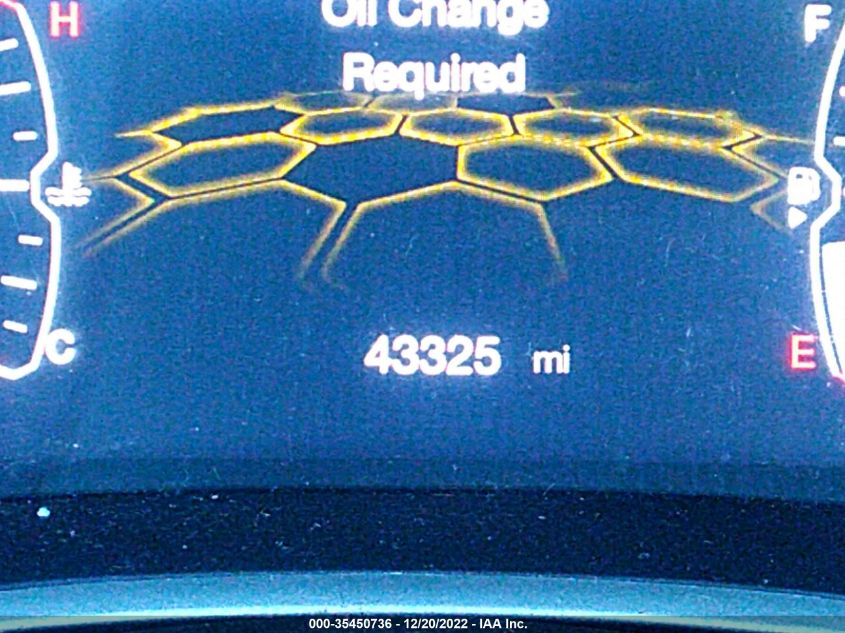 Oil Change
H
F
Required
43325 mi
C
E
000-35450736 - 12/20/2022 - IAA Inc.